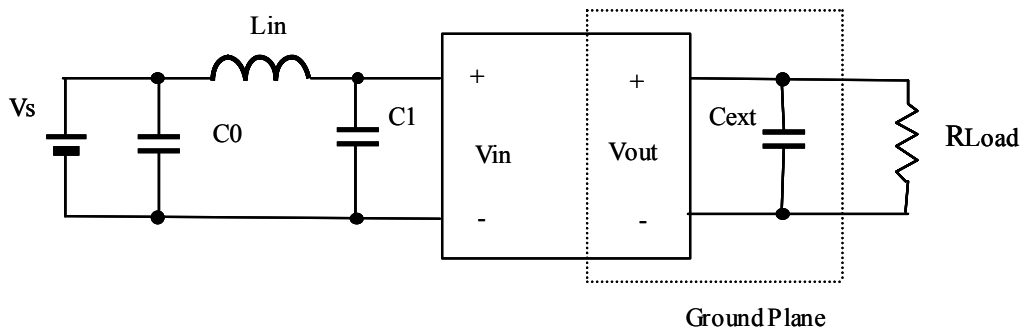 Lin
+
+
Vs
C0
C1
Cext
Vin
Vout
RLoad
-
-
Ground Plane